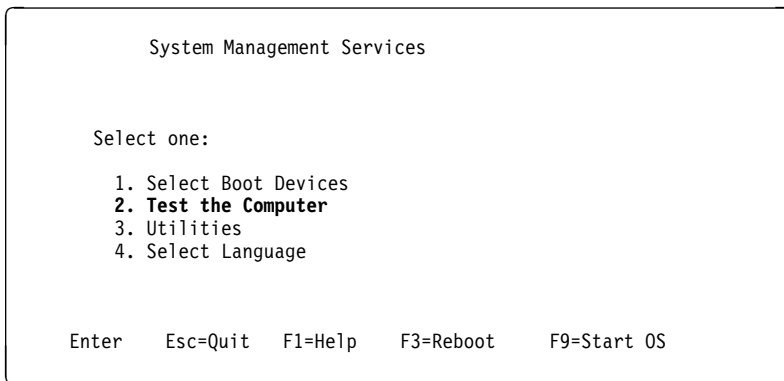 System Management Services
Select one:
1. Select Boot Devices
2. Test the Computer
3. Utilities
4. Select Language
Enter Esc=Quit F1=Help F3=Reboot F9=Start OS